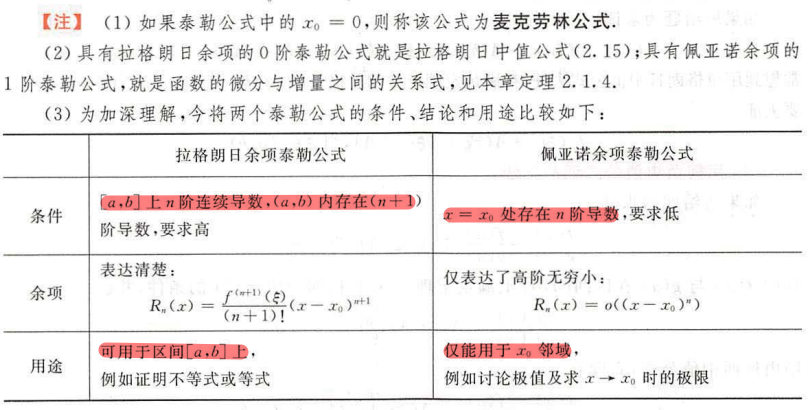 【注】 (1) 如果泰勒公式中的 x₀ = 0,则称该公式为麦克劳林公式.
(2) 具有拉格朗日余项的0阶泰勒公式就是拉格朗日中值公式(2.15);具有佩亚诺余项的
1阶泰勒公式,就是函数的微分与增量之间的关系式,见本章定理2.1.4.
(3) 为加深理解,今将两个泰勒公式的条件、结论和用途比较如下:
拉格朗日余项泰勒公式 佩亚诺余项泰勒公式
条件 [a,b]上n阶连续导数,(a,b)内存在(n+1)
阶导数,要求高
x = x₀ 处存在n阶导数,要求低
余项 表达清楚:
Rₙ(x) = f⁽ⁿ⁺¹⁾(ξ)/(n+1)! (x−x₀)ⁿ⁺¹
仅表达了高阶无穷小:
Rₙ(x) = o((x−x₀)ⁿ)
用途 可用于区间[a,b]上,
例如证明不等式或等式
仅能用于 x₀ 邻域,
例如讨论极值及求 x → x₀ 时的极限